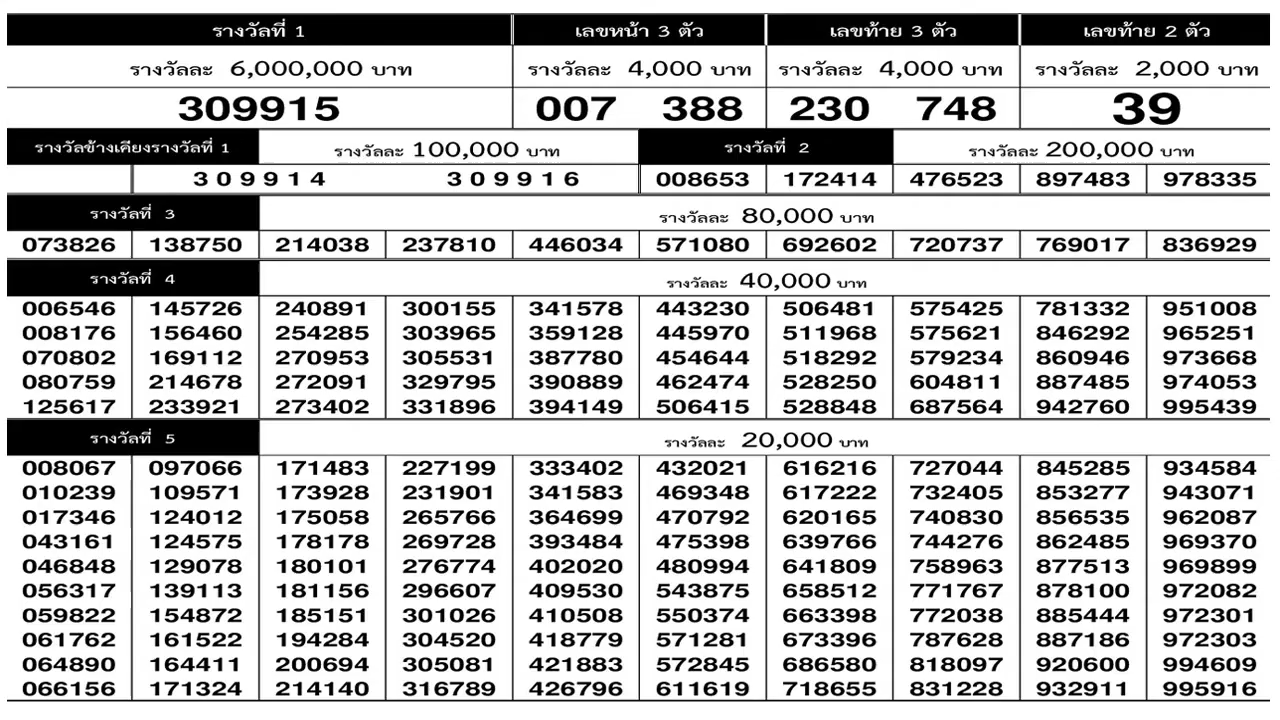 รางวัลที่ 1 เลขหน้า 3 ตัว เลขท้าย 3 ตัว เลขท้าย 2 ตัว
รางวัลละ 6,000,000 บาท รางวัลละ 4,000 บาท รางวัลละ 4,000 บาท รางวัลละ 2,000 บาท
309915 007 388 230 748 39
รางวัลข้างเคียงรางวัลที่ 1 รางวัลละ 100,000 บาท รางวัลที่ 2 รางวัลละ 200,000 บาท
309914 309916 008653 172414 476523 897483 978335
รางวัลที่ 3 รางวัลละ 80,000 บาท
073826 138750 214038 237810 446034 571080 692602 720737 769017 836929
รางวัลที่ 4 รางวัลละ 40,000 บาท
006546 145726 240891 300155 341578 443230 506481 575425 781332 951008
008176 156460 254285 303965 359128 445970 511968 575621 846292 965251
070802 169112 270953 305531 387780 454644 518292 579234 860946 973668
080759 214678 272091 329795 390889 462474 528250 604811 887485 974053
125617 233921 273402 331896 394149 506415 528848 687564 942760 995439
รางวัลที่ 5 รางวัลละ 20,000 บาท
008067 097066 171483 227199 333402 432021 616216 727044 845285 934584
010239 109571 173928 231901 341583 469348 617222 732405 853277 943071
017346 124012 175058 265766 364699 470792 620165 740830 856535 962087
043161 124575 178178 269728 393484 475398 639766 744276 862485 969370
046848 129078 180101 276774 402020 480994 641809 758963 877513 969899
056317 139113 181156 296607 409530 543875 658512 771767 878100 972082
059822 154872 185151 301026 410508 550374 663398 772038 885444 972301
061762 161522 194284 304520 418779 571281 673396 787628 887186 972303
064890 164411 200694 305081 421883 572845 686580 818097 920600 994609
066156 171324 214140 316789 426796 611619 718655 831228 932911 995916